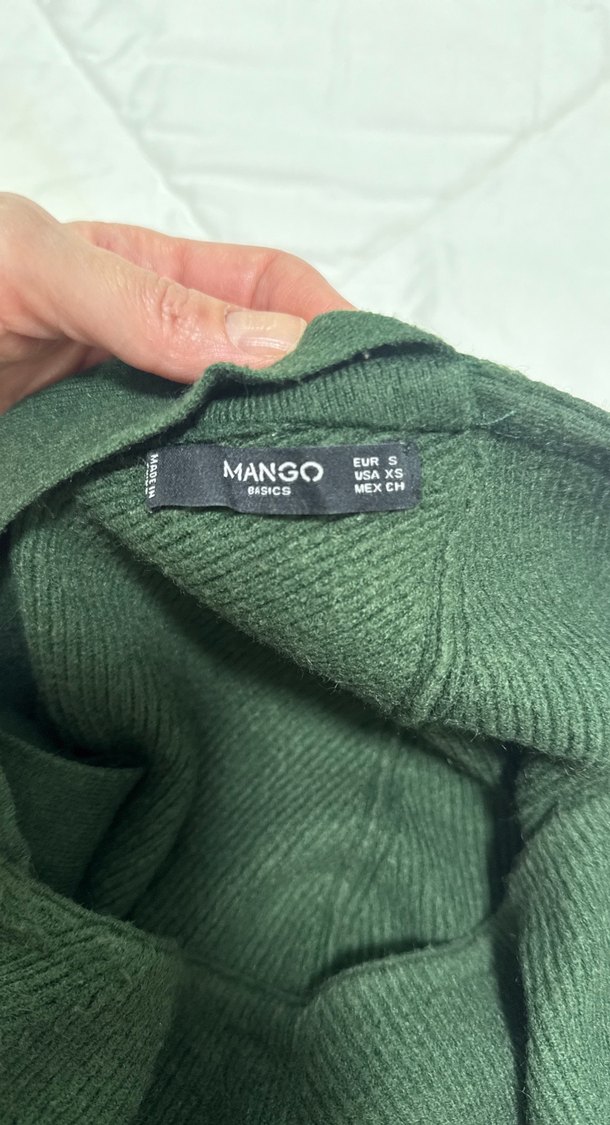 MADE IN
MANGO
BASICS
EUR S
USA XS
MEX CH